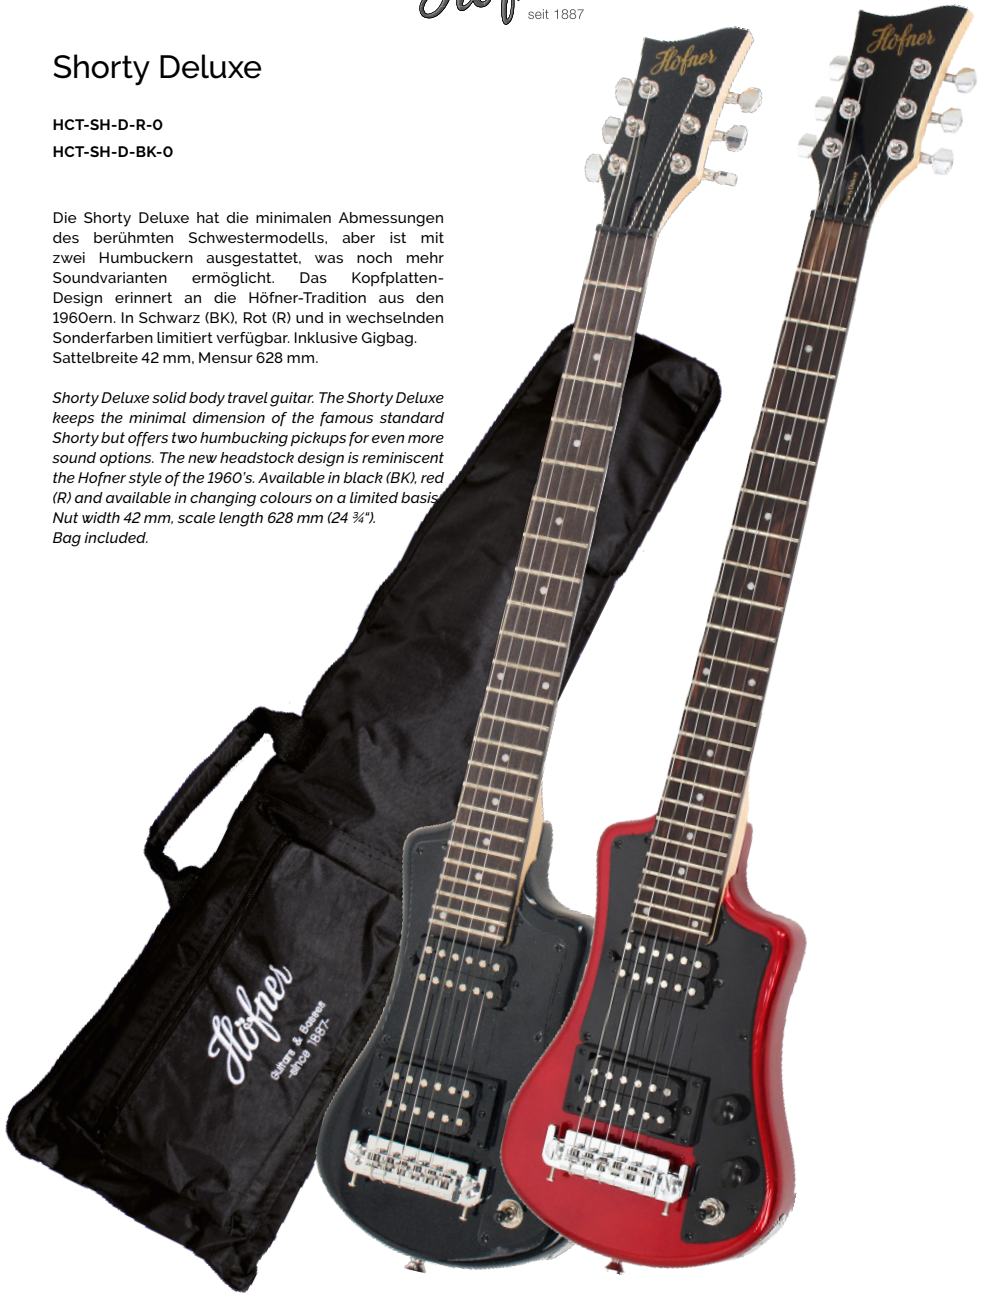 seit 1887
Shorty Deluxe
HCT-SH-D-R-0
HCT-SH-D-BK-0
Die Shorty Deluxe hat die minimalen Abmessungen
des berühmten Schwestermodells, aber ist mit
zwei Humbuckern ausgestattet, was noch mehr
Soundvarianten ermöglicht. Das Kopfplatten-
Design erinnert an die Höfner-Tradition aus den
1960ern. In Schwarz (BK), Rot (R) und in wechselnden
Sonderfarben limitiert verfügbar. Inklusive Gigbag.
Sattelbreite 42 mm, Mensur 628 mm.
Shorty Deluxe solid body travel guitar. The Shorty Deluxe
keeps the minimal dimension of the famous standard
Shorty but offers two humbucking pickups for even more
sound options. The new headstock design is reminiscent
the Hofner style of the 1960's. Available in black (BK), red
(R) and available in changing colours on a limited basis.
Nut width 42 mm, scale length 628 mm (24 ¾“).
Bag included.
Höfner
Höfner
Höfner
Guitars & Basses
-since 1887-